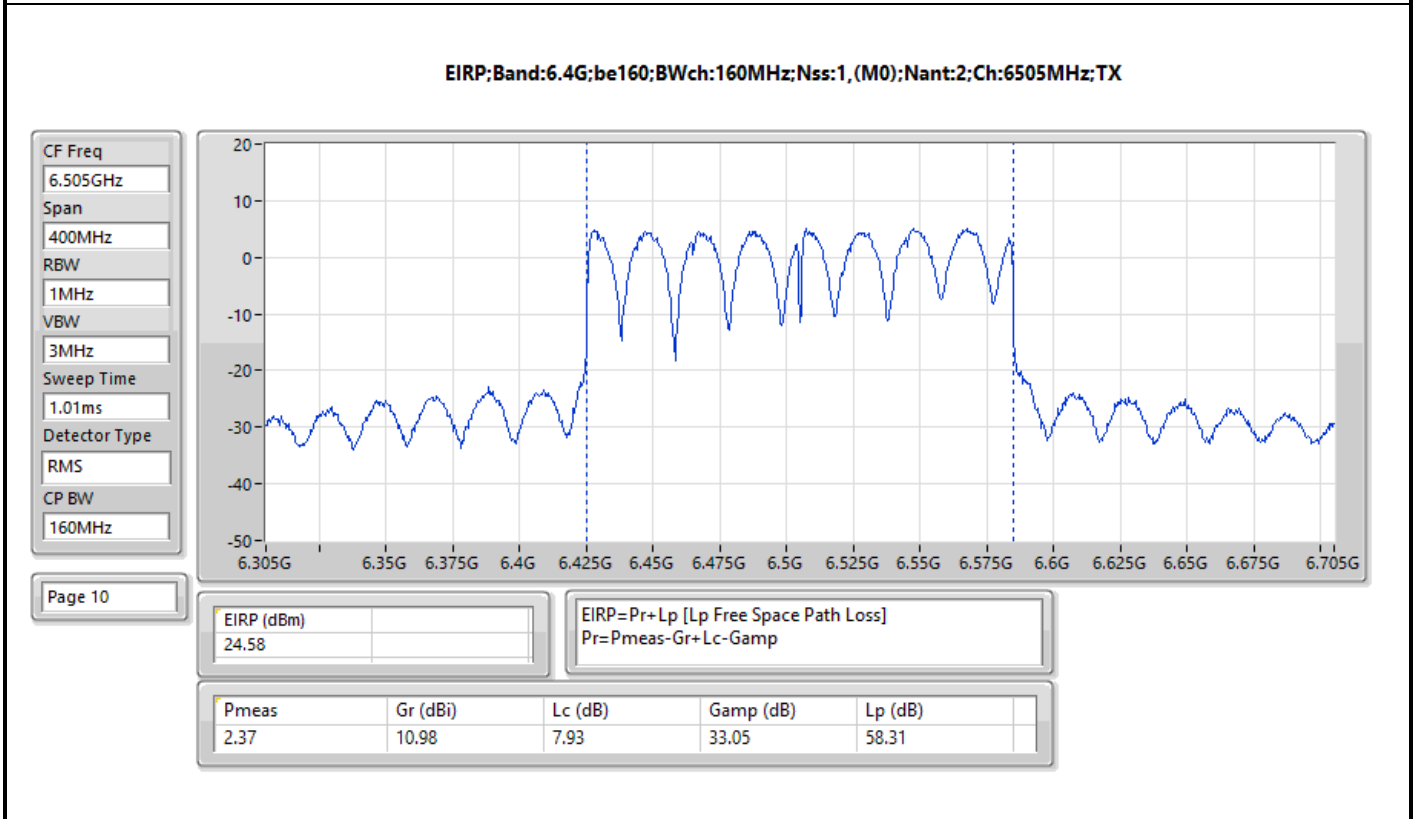 EIRP;Band:6.4G;be160;BWch:160MHz;Nss:1,(M0);Nant:2;Ch:6505MHz;TX
CF Freq
6.505GHz
Span
400MHz
RBW
1MHz
VBW
3MHz
Sweep Time
1.01ms
Detector Type
RMS
CP BW
160MHz
Page 10
20
10
0
-10
-20
-30
-40
-50
6.305G 6.35G 6.375G 6.4G 6.425G 6.45G 6.475G 6.5G 6.525G 6.55G 6.575G 6.6G 6.625G 6.65G 6.675G 6.705G
EIRP (dBm)
24.58
EIRP=Pr+Lp [Lp Free Space Path Loss]
Pr=Pmeas-Gr+Lc-Gamp
Pmeas Gr (dBi) Lc (dB) Gamp (dB) Lp (dB)
2.37 10.98 7.93 33.05 58.31